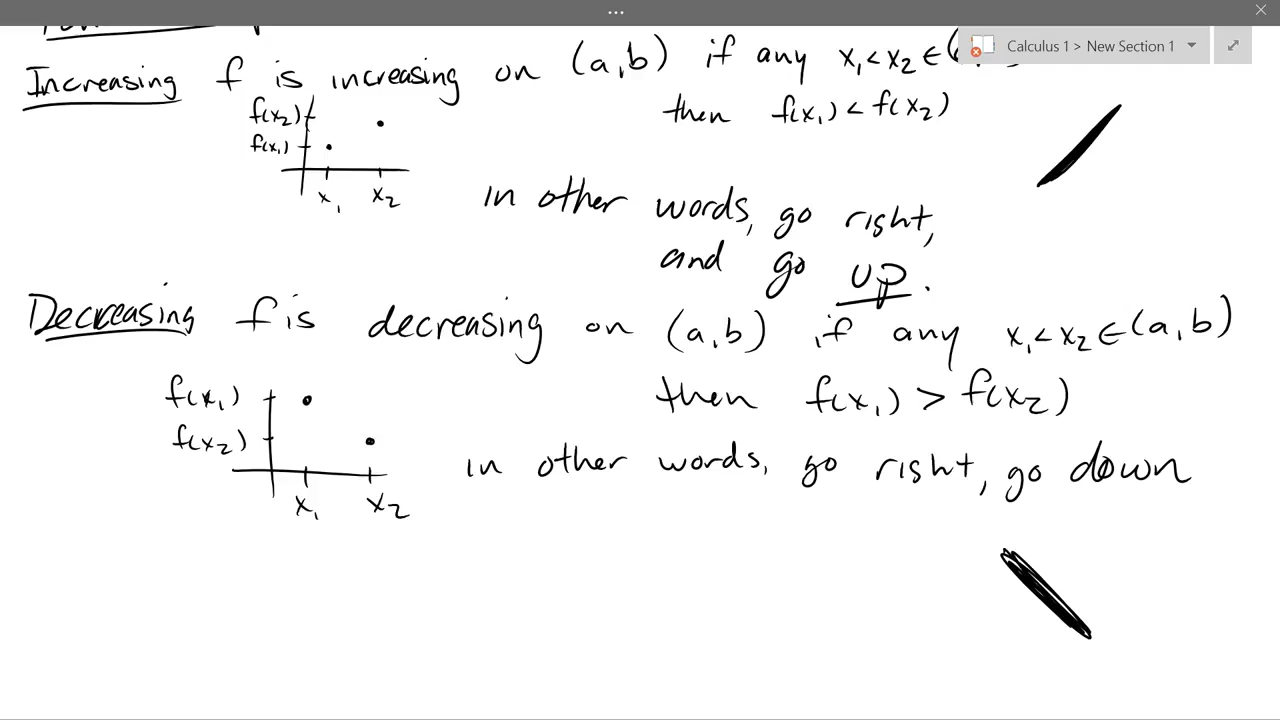 Calculus 1 > New Section 1
Increasing f is increasing on (a,b) if any x₁<x₂∈(
then f(x₁)<f(x₂)
f(x₂)
f(x₁)
x₁ x₂
in other words, go right,
and go up.
Decreasing f is decreasing on (a,b) if any x₁<x₂∈(a,b)
then f(x₁)>f(x₂)
f(x₁)
f(x₂)
x₁ x₂
in other words, go right, go down